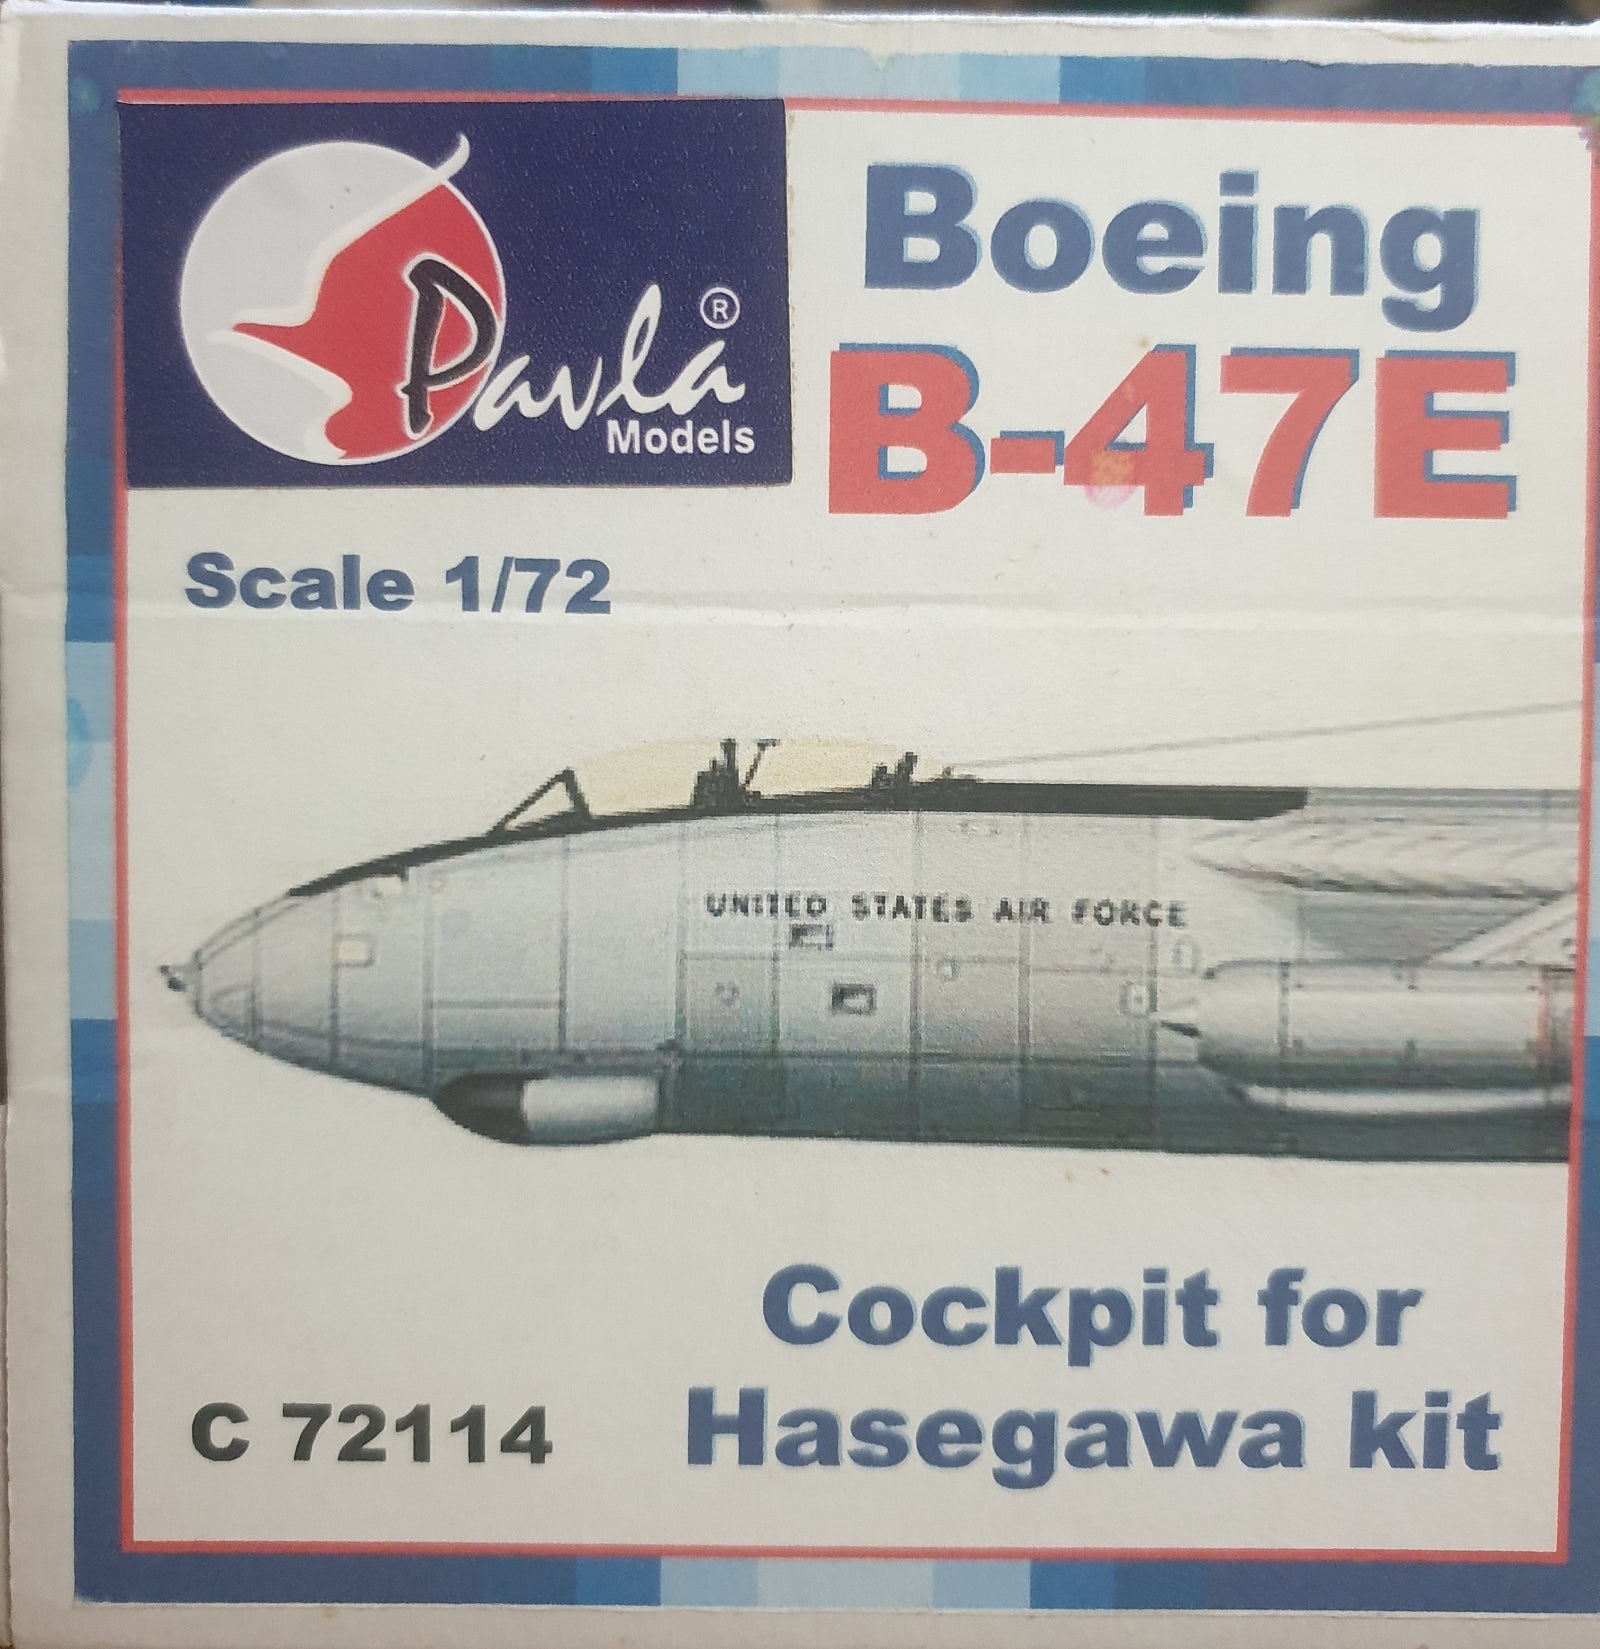 Pavla
®
Models
Boeing
B-47E
Scale 1/72
UNITED STATES AIR FORCE
Cockpit for
Hasegawa kit
C 72114